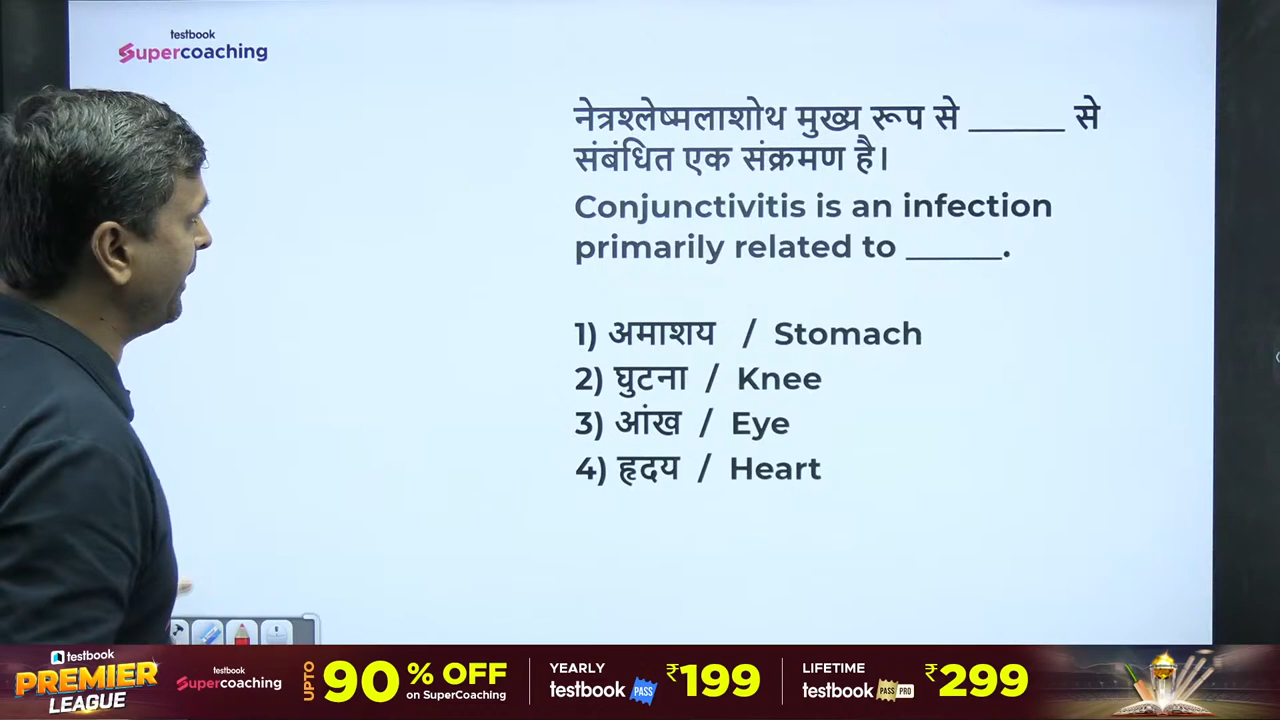 testbook
Supercoaching
नेत्रश्लेष्मलाशोथ मुख्य रूप से ______ से
संबंधित एक संक्रमण है।
Conjunctivitis is an infection
primarily related to ______.
1) अमाशय / Stomach
2) घुटना / Knee
3) आंख / Eye
4) हृदय / Heart
testbook
PREMIER
LEAGUE
testbook
Supercoaching
UPTO 90 % OFF
on SuperCoaching
YEARLY
testbook PASS ₹199
LIFETIME
testbook PASS PRO ₹299